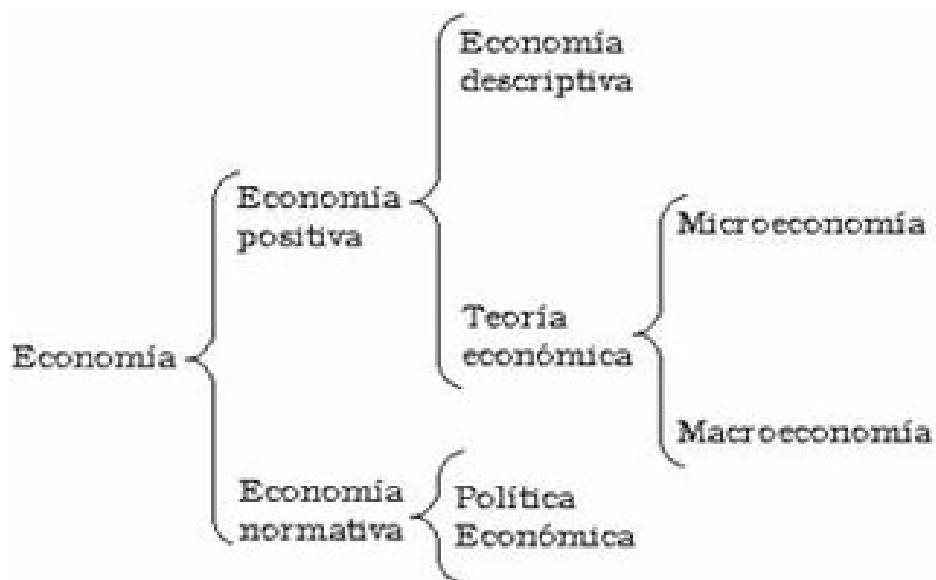 Economía
descriptiva
Economía
positiva
Microeconomía
Teoría
económica
Economía
Macroeconomía
Economía
normativa
Política
Económica